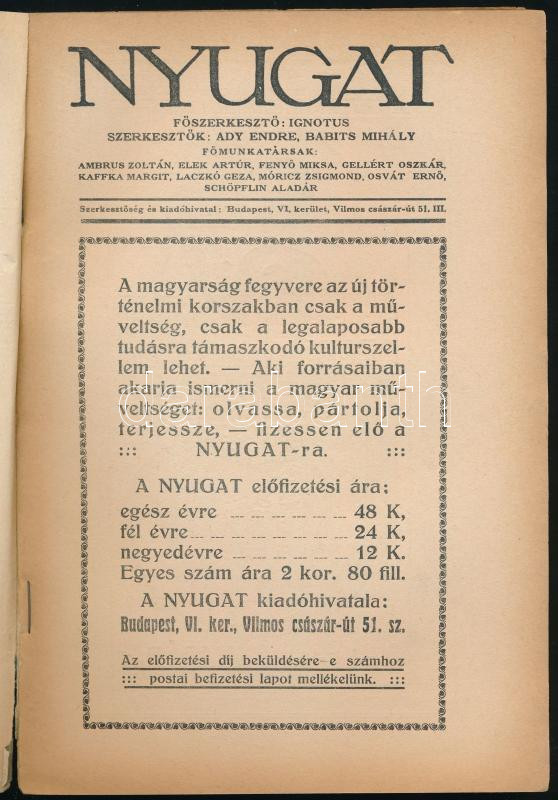 NYUGAT
FŐSZERKESZTŐ: IGNOTUS
SZERKESZTŐK: ADY ENDRE, BABITS MIHÁLY
FŐMUNKATÁRSAK:
AMBRUS ZOLTÁN, ELEK ARTÚR, FENYŐ MIKSA, GELLÉRT OSZKÁR,
KAFFKA MARGIT, LACZKÓ GÉZA, MÓRICZ ZSIGMOND, OSVÁT ERNŐ,
SCHÖPFLIN ALADÁR
Szerkesztőség és kiadóhivatal: Budapest, VI. kerület, Vilmos császár-út 51. III.
A magyarság fegyvere az új tör-
ténelmi korszakban csak a mű-
veltség, csak a legalaposabb
tudásra támaszkodó kulturszel-
lem lehet. — Aki forrásaiban
akarja ismerni a magyar mű-
veltséget: olvassa, pártolja,
terjessze, — fizessen elő a
::: NYUGAT-ra. :::
A NYUGAT előfizetési ára:
egész évre — — — — — — 48 K,
fél évre — — — — — — — 24 K,
negyedévre — — — — — — 12 K.
Egyes szám ára 2 kor. 80 fill.
A NYUGAT kiadóhivatala:
Budapest, VI. ker., Vilmos császár-út 51. sz.
Az előfizetési díj beküldésére e számhoz
::: postai befizetési lapot mellékelünk. :::
darabanth